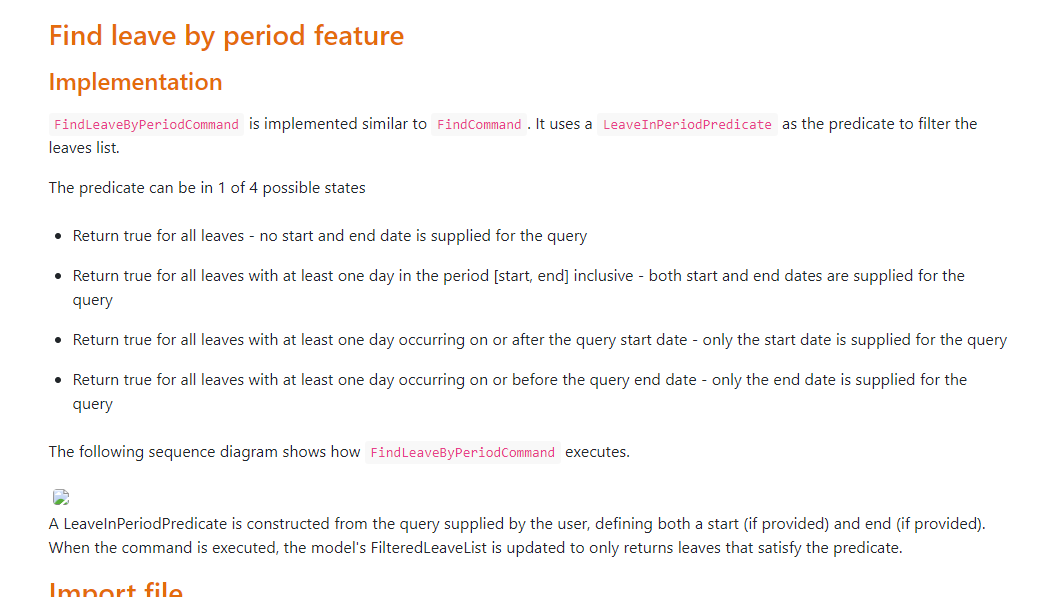 Find leave by period feature
Implementation
FindLeaveByPeriodCommand is implemented similar to FindCommand. It uses a LeaveInPeriodPredicate as the predicate to filter the
leaves list.
The predicate can be in 1 of 4 possible states
Return true for all leaves - no start and end date is supplied for the query
Return true for all leaves with at least one day in the period [start, end] inclusive - both start and end dates are supplied for the
query
Return true for all leaves with at least one day occurring on or after the query start date - only the start date is supplied for the query
Return true for all leaves with at least one day occurring on or before the query end date - only the end date is supplied for the
query
The following sequence diagram shows how FindLeaveByPeriodCommand executes.
A LeaveInPeriodPredicate is constructed from the query supplied by the user, defining both a start (if provided) and end (if provided).
When the command is executed, the model's FilteredLeaveList is updated to only returns leaves that satisfy the predicate.
Import file